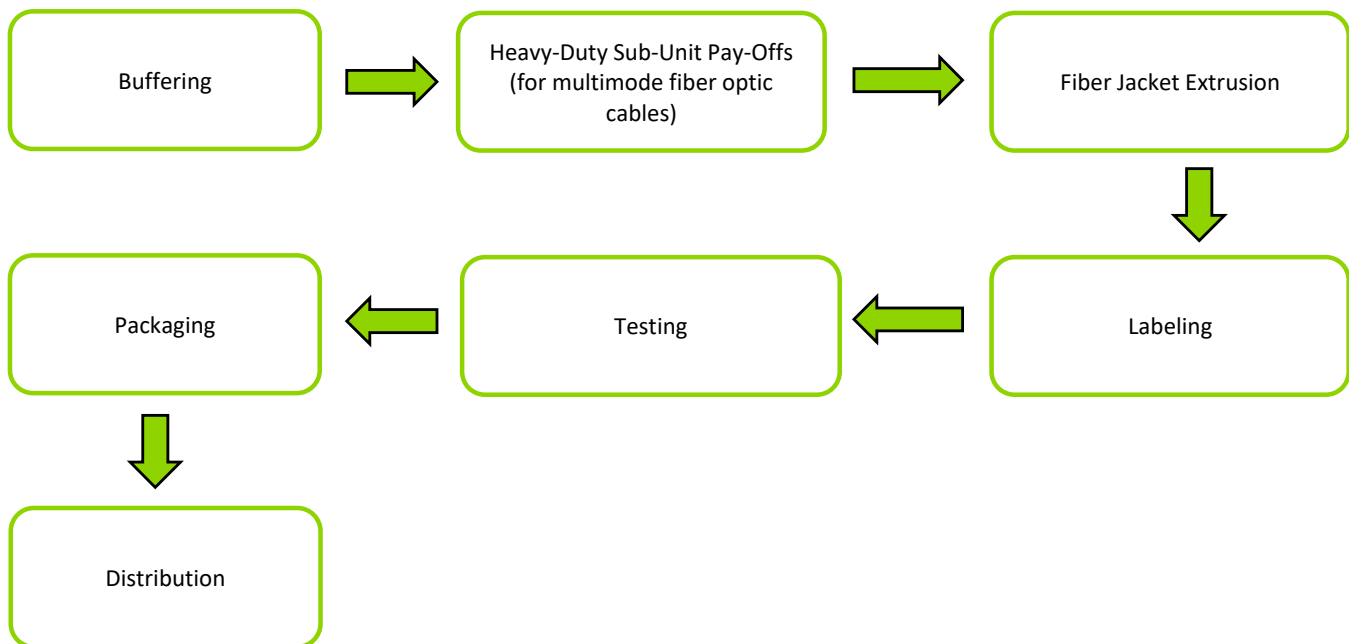 Buffering
Heavy-Duty Sub-Unit Pay-Offs
(for multimode fiber optic
cables)
Fiber Jacket Extrusion
Labeling
Testing
Packaging
Distribution